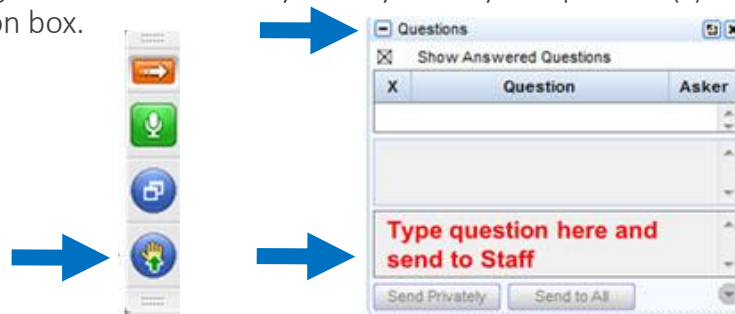 on box.
Questions
Show Answered Questions
X Question Asker
Type question here and
send to Staff
Send Privately Send to All